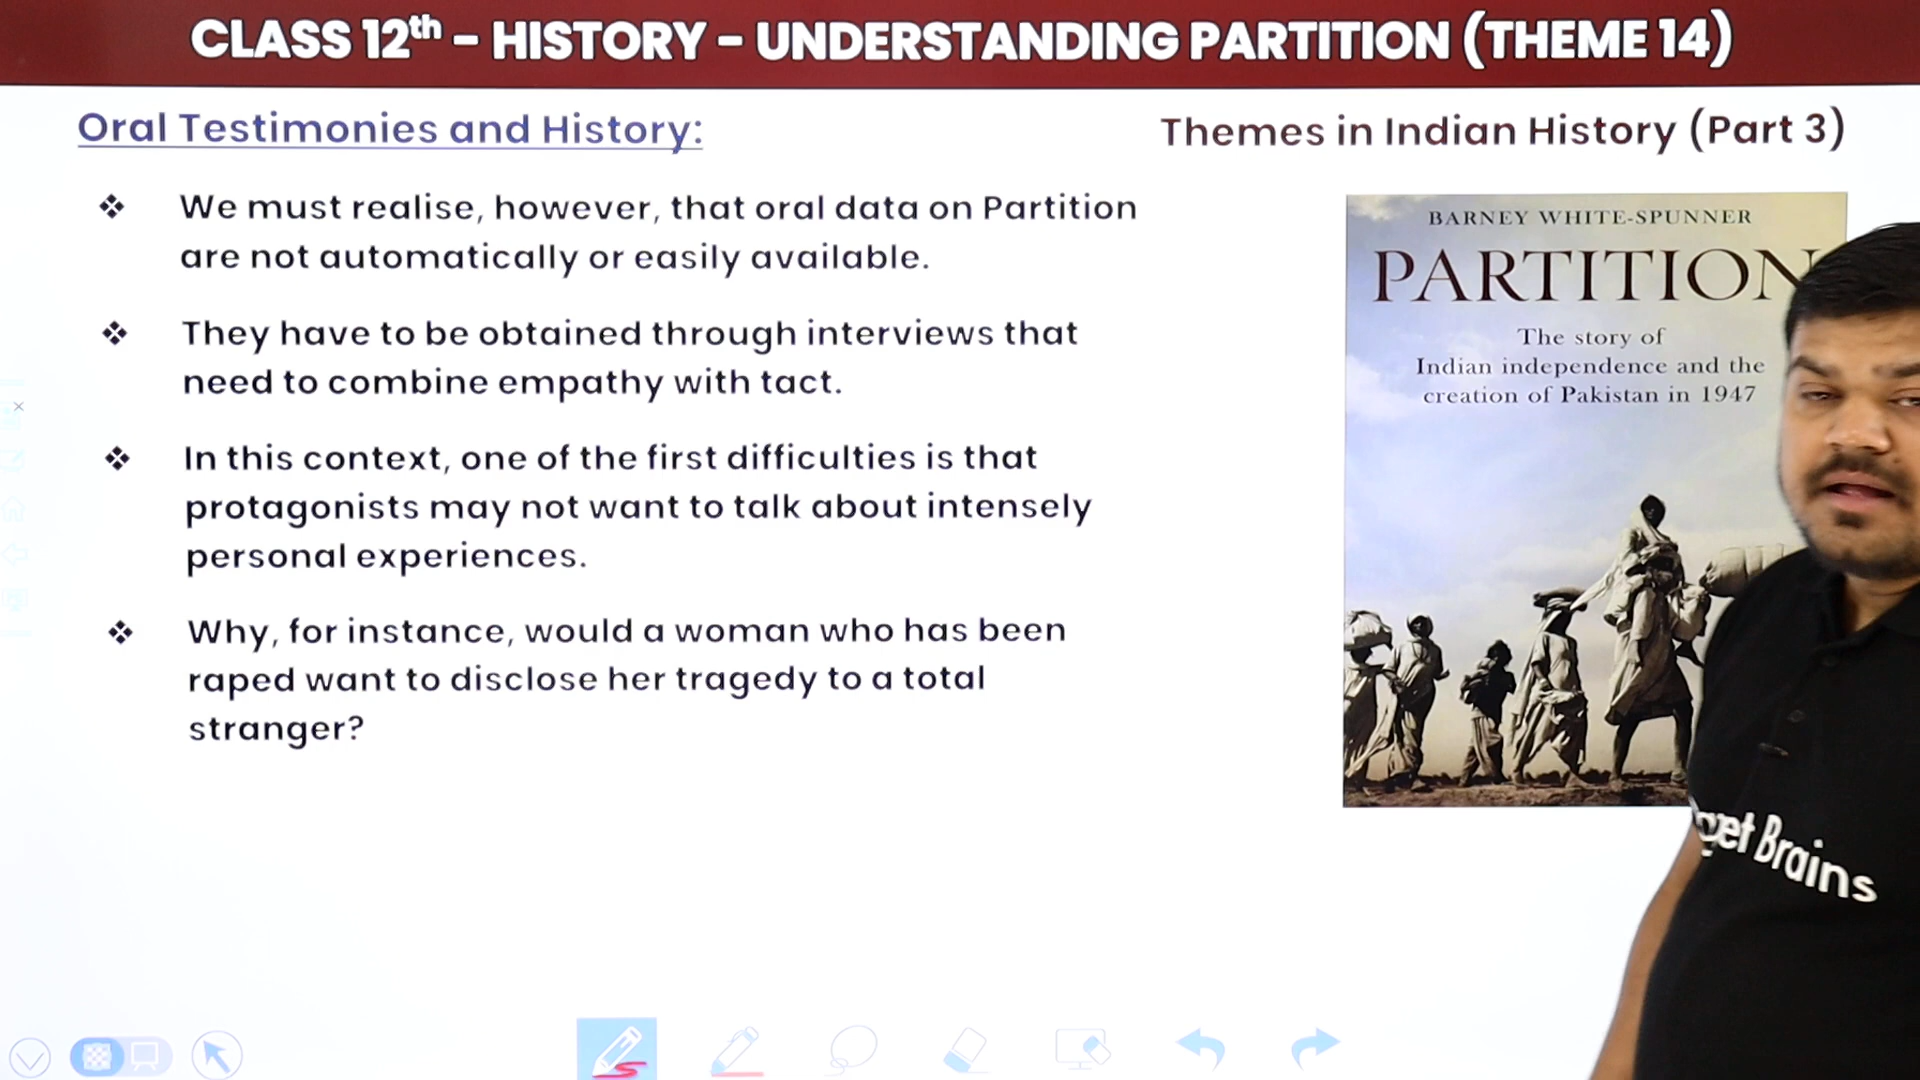 CLASS 12th – HISTORY – UNDERSTANDING PARTITION (THEME 14)
Oral Testimonies and History:
Themes in Indian History (Part 3)
❖ We must realise, however, that oral data on Partition
are not automatically or easily available.
❖ They have to be obtained through interviews that
need to combine empathy with tact.
❖ In this context, one of the first difficulties is that
protagonists may not want to talk about intensely
personal experiences.
❖ Why, for instance, would a woman who has been
raped want to disclose her tragedy to a total
stranger?
BARNEY WHITE-SPUNNER
PARTITION
The story of
Indian independence and the
creation of Pakistan in 1947
get Brains